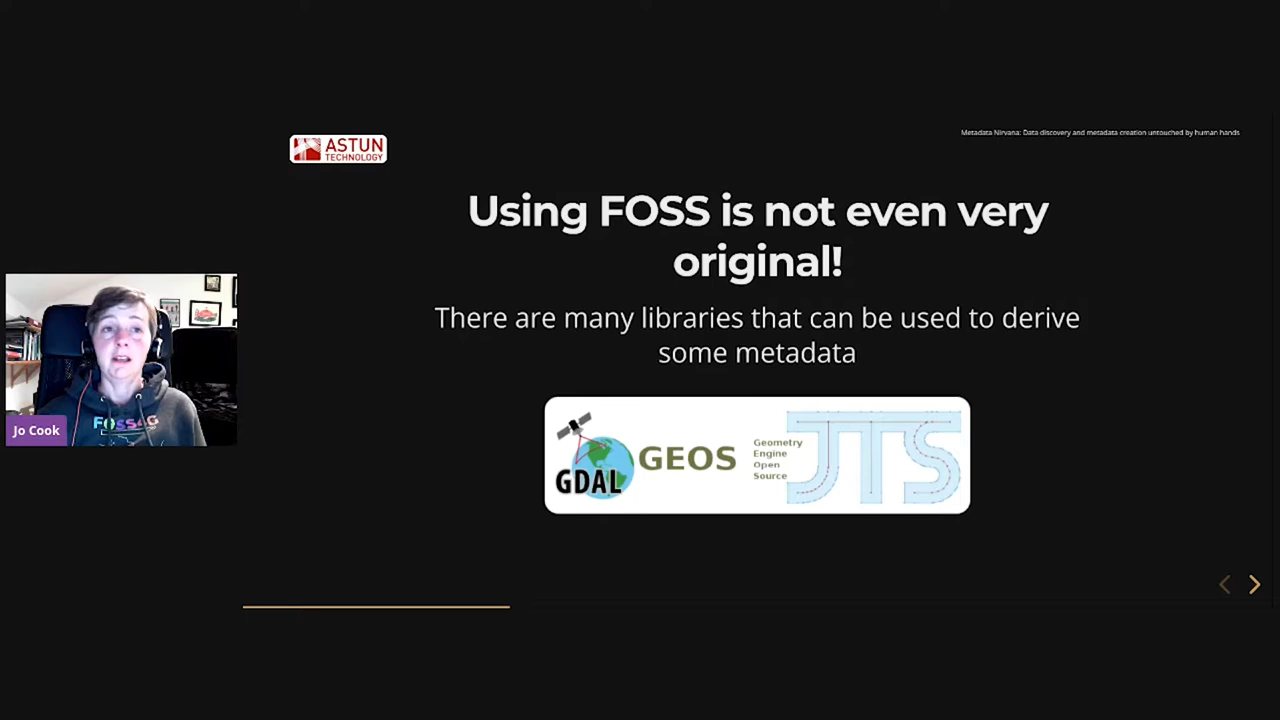 ASTUN
TECHNOLOGY
Metadata Nirvana: Data discovery and metadata creation untouched by human hands
Using FOSS is not even very
original!
There are many libraries that can be used to derive
some metadata
GDAL
GEOS
Geometry
Engine
Open
Source
JTS
FOSS4G
Jo Cook